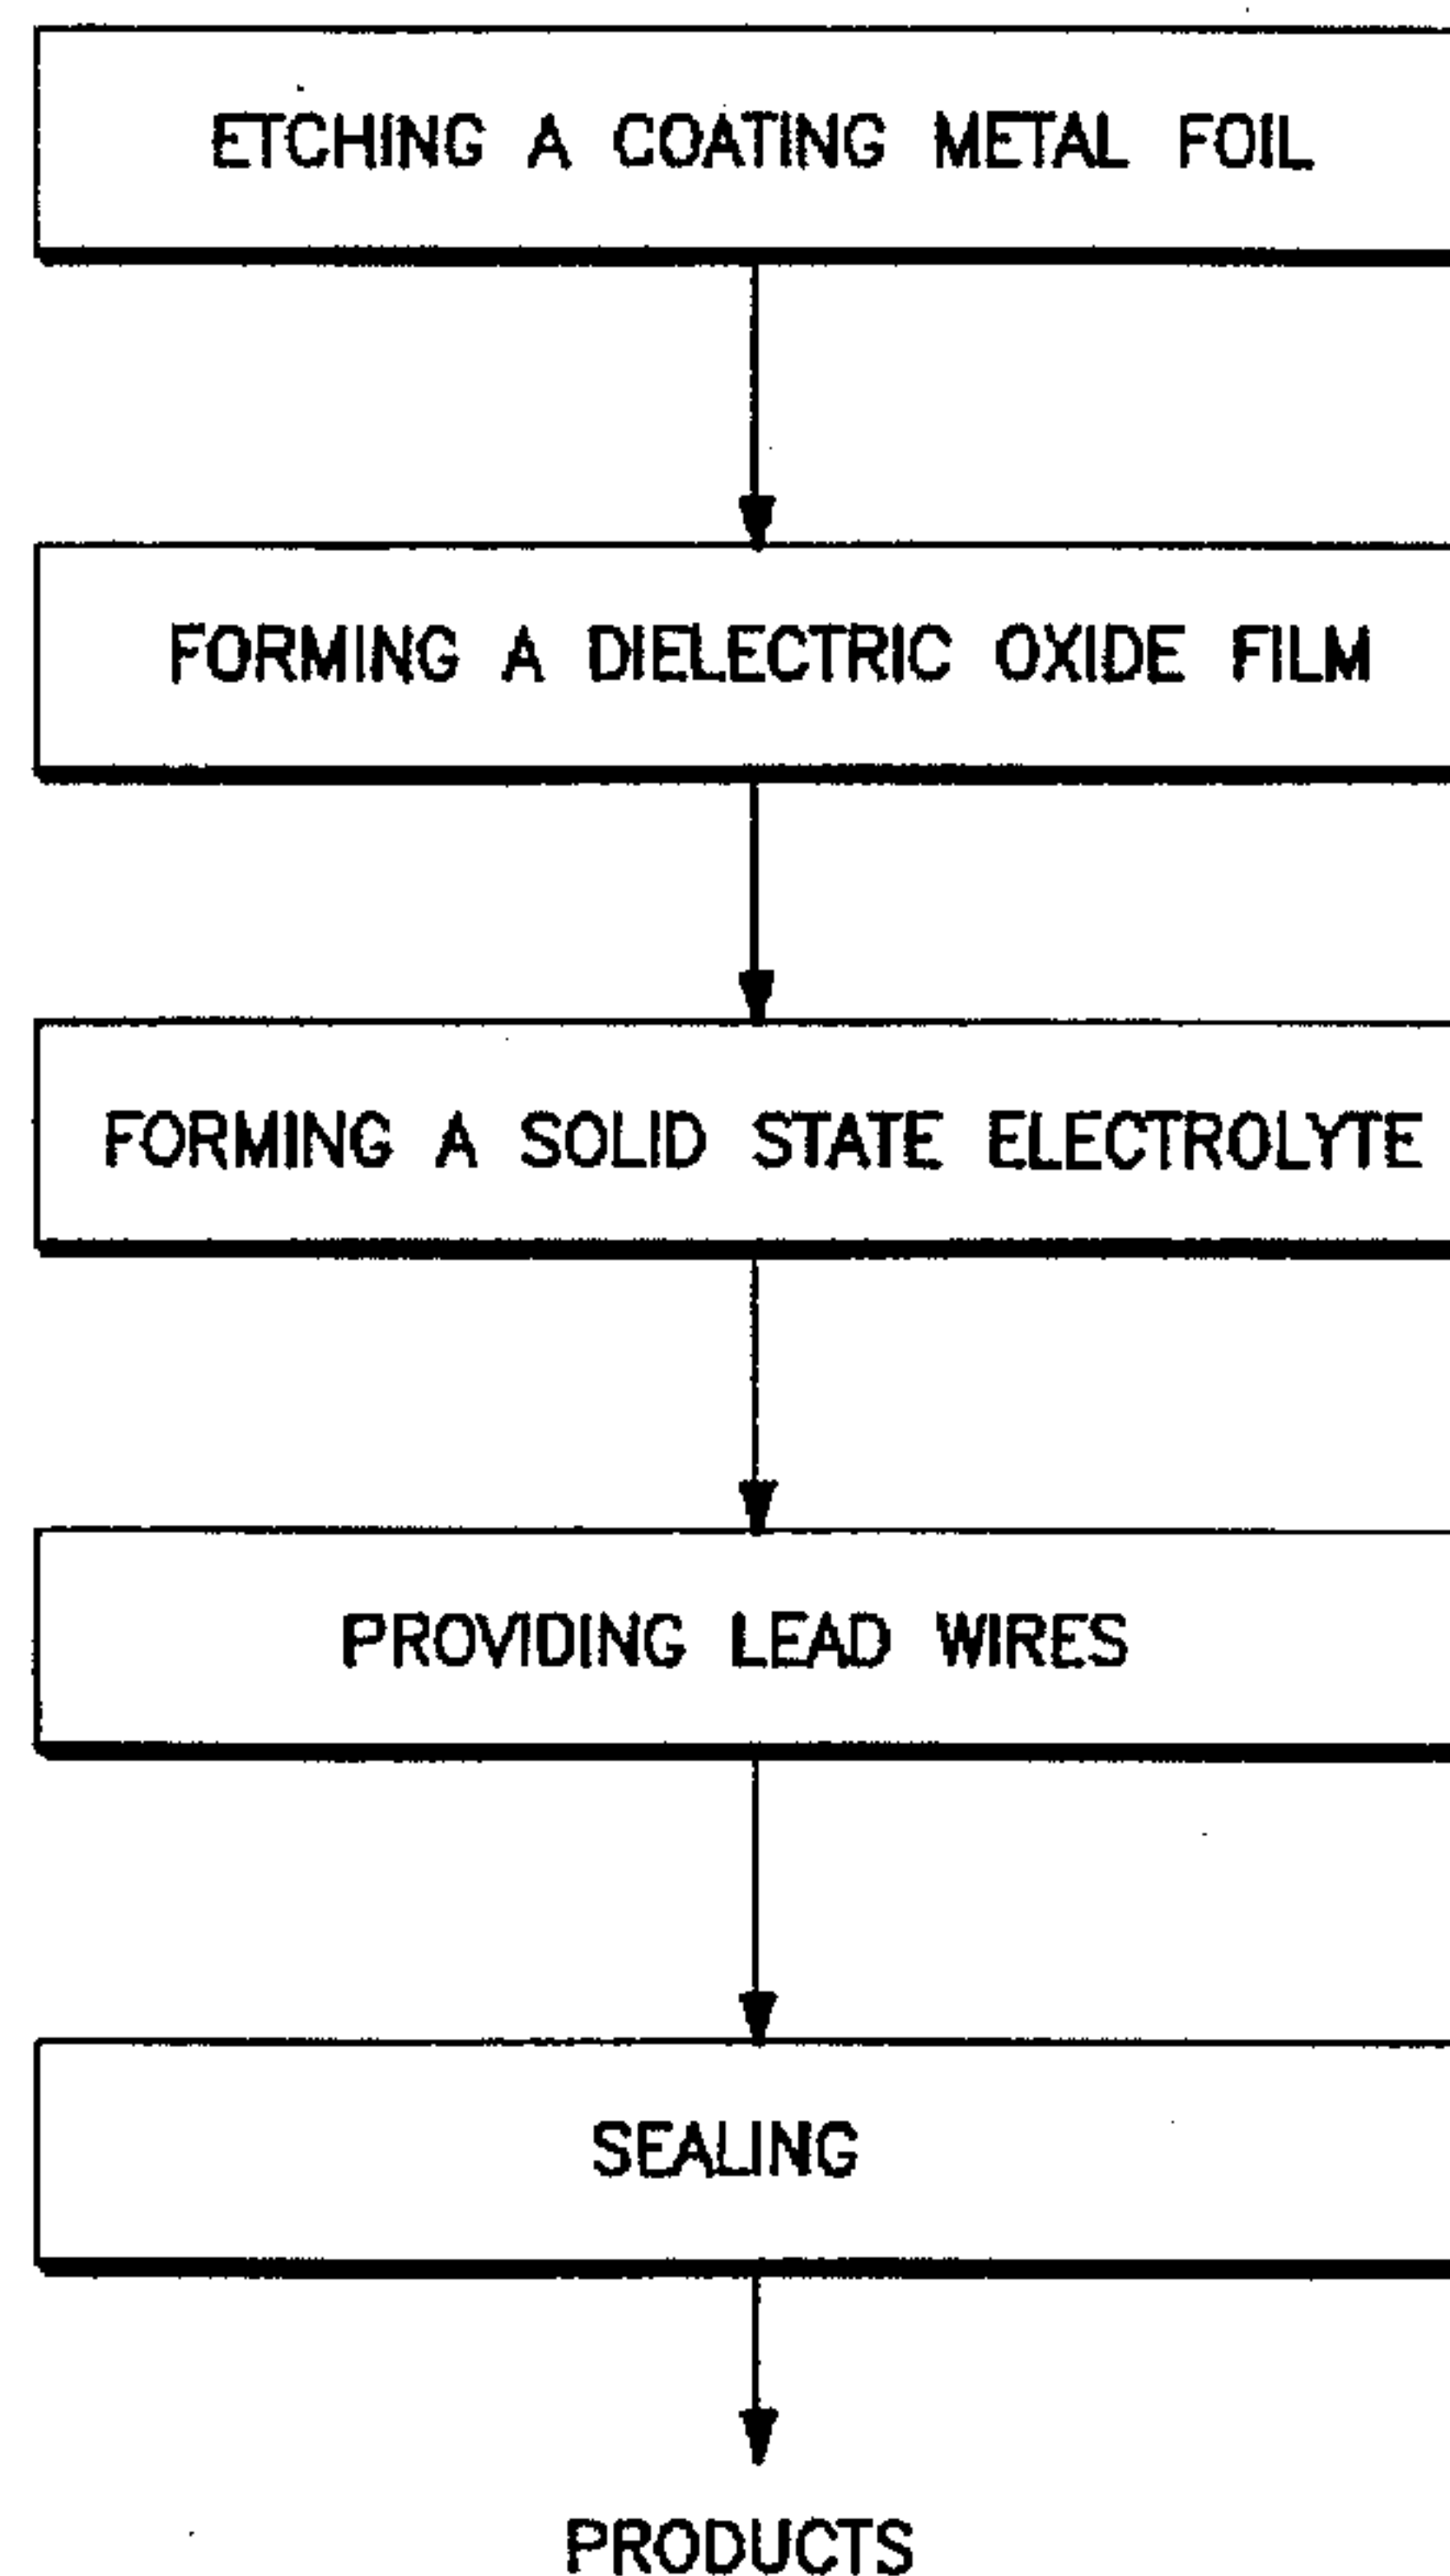 ETCHING A COATING METAL FOIL
FORMING A DIELECTRIC OXIDE FILM
FORMING A SOLID STATE ELECTROLYTE
PROVIDING LEAD WIRES
SEALING
PRODUCTS